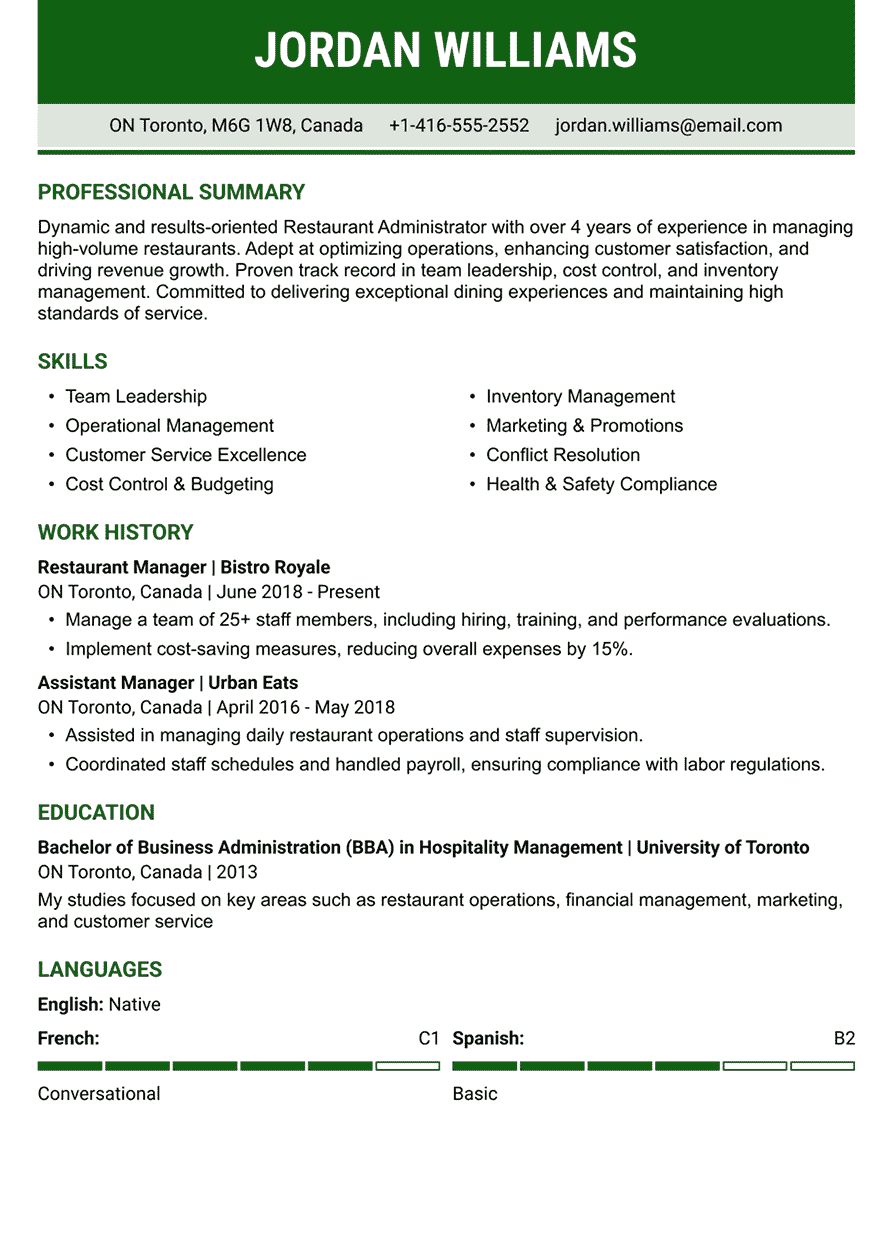 JORDAN WILLIAMS
ON Toronto, M6G 1W8, Canada +1-416-555-2552 jordan.williams@email.com
PROFESSIONAL SUMMARY
Dynamic and results-oriented Restaurant Administrator with over 4 years of experience in managing
high-volume restaurants. Adept at optimizing operations, enhancing customer satisfaction, and
driving revenue growth. Proven track record in team leadership, cost control, and inventory
management. Committed to delivering exceptional dining experiences and maintaining high
standards of service.
SKILLS
• Team Leadership
• Operational Management
• Customer Service Excellence
• Cost Control & Budgeting
• Inventory Management
• Marketing & Promotions
• Conflict Resolution
• Health & Safety Compliance
WORK HISTORY
Restaurant Manager | Bistro Royale
ON Toronto, Canada | June 2018 - Present
• Manage a team of 25+ staff members, including hiring, training, and performance evaluations.
• Implement cost-saving measures, reducing overall expenses by 15%.
Assistant Manager | Urban Eats
ON Toronto, Canada | April 2016 - May 2018
• Assisted in managing daily restaurant operations and staff supervision.
• Coordinated staff schedules and handled payroll, ensuring compliance with labor regulations.
EDUCATION
Bachelor of Business Administration (BBA) in Hospitality Management | University of Toronto
ON Toronto, Canada | 2013
My studies focused on key areas such as restaurant operations, financial management, marketing,
and customer service
LANGUAGES
English: Native
French: C1
Conversational
Spanish: B2
Basic